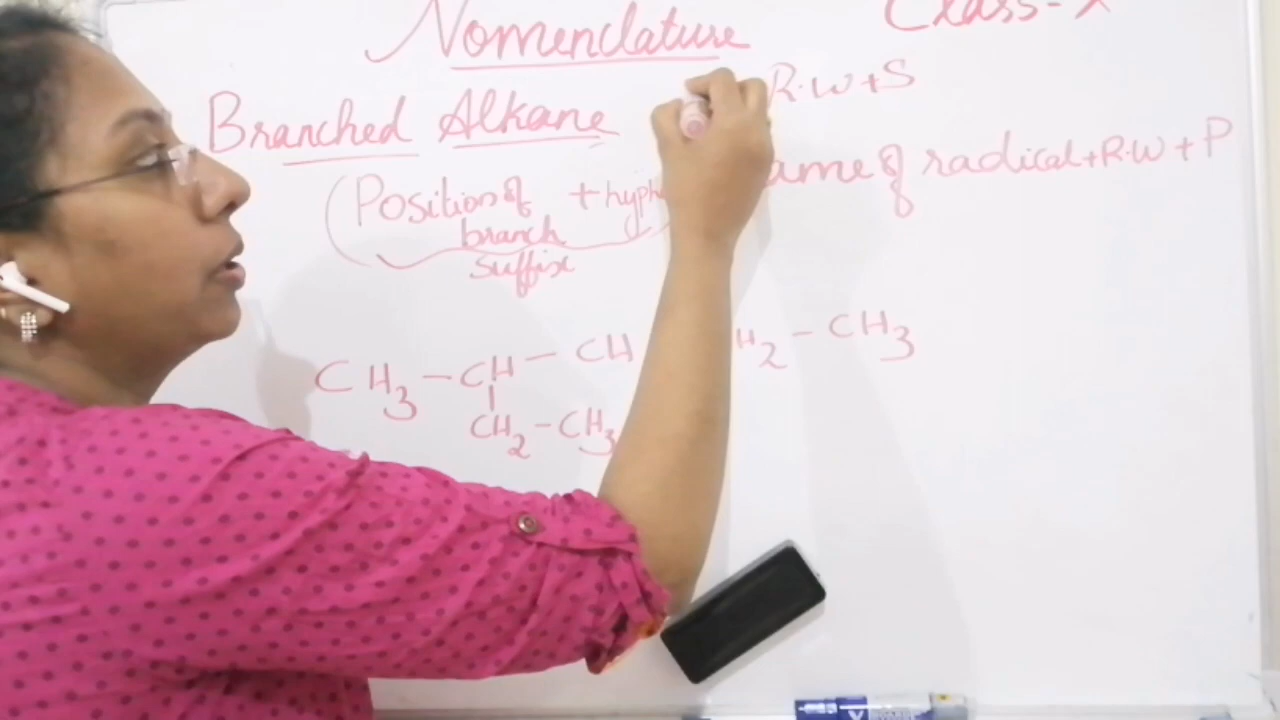 Nomenclature
Class-X
R.W+S
Branched Alkane
ame of radical+R.W+P
(Position of + hyph
branch
suffix
CH3 – CH – CH H2 – CH3
|
CH2 – CH3